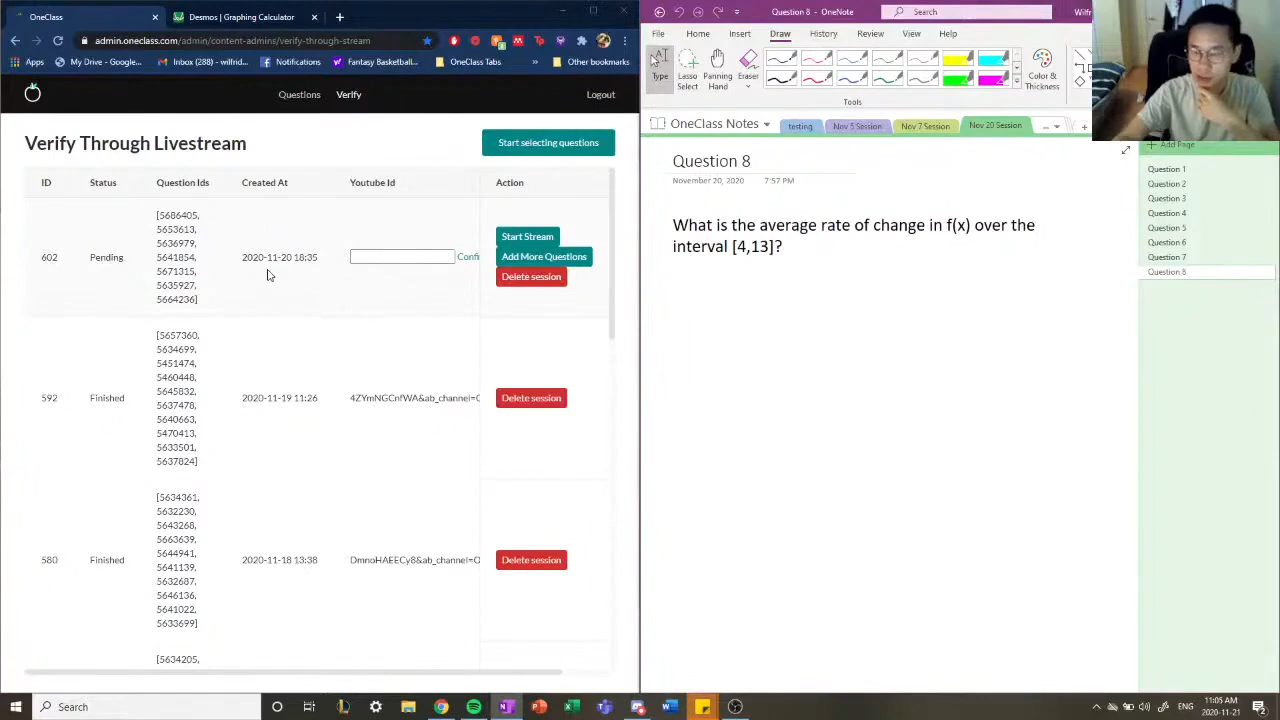 OneClass
Desmos | Graphing Calculator
admin.oneclass.com/questionadmins/verify-through-stream
Apps
My Apps - Google...
Inbox (289) - wilfre...
Fantasy Basketball...
OneClass Tabs
Other bookmarks
Queue
Verify
Logout
Verify Through Livestream
Start selecting questions
ID Status Question Ids Created At Youtube Id Action
602 Pending [5686405,
5653613,
5636979,
5641854,
5671315,
5635927,
5664236] 2020-11-20 18:35 Confi
Start Stream
Add More Questions
Delete session
592 Finished [5657360,
5634699,
5451474,
5460448,
5645832,
5637478,
5640663,
5470413,
5633501,
5637824] 2020-11-19 11:26 4ZYmNGCnfWA&ab_channel=O
Delete session
580 Finished [5634361,
5632230,
5643268,
5663639,
5644941,
5641139,
5632687,
5646136,
5641022,
5633699] 2020-11-18 13:38 DmnoHAEECy8&ab_channel=O
Delete session
[5634205,
Question 8 - OneNote
Search
Wilfr
File Home Insert Draw History Review View Help
Type
Lasso
Select
Panning
Hand
Eraser
Color &
Thickness
Tools
OneClass Notes
testing
Nov 5 Session
Nov 7 Session
Nov 20 Session
Add Page
Question 1
Question 2
Question 3
Question 4
Question 5
Question 6
Question 7
Question 8
Question 8
November 20, 2020 7:57 PM
What is the average rate of change in f(x) over the
interval [4,13]?
Search
ENG
11:05 AM
2020-11-21